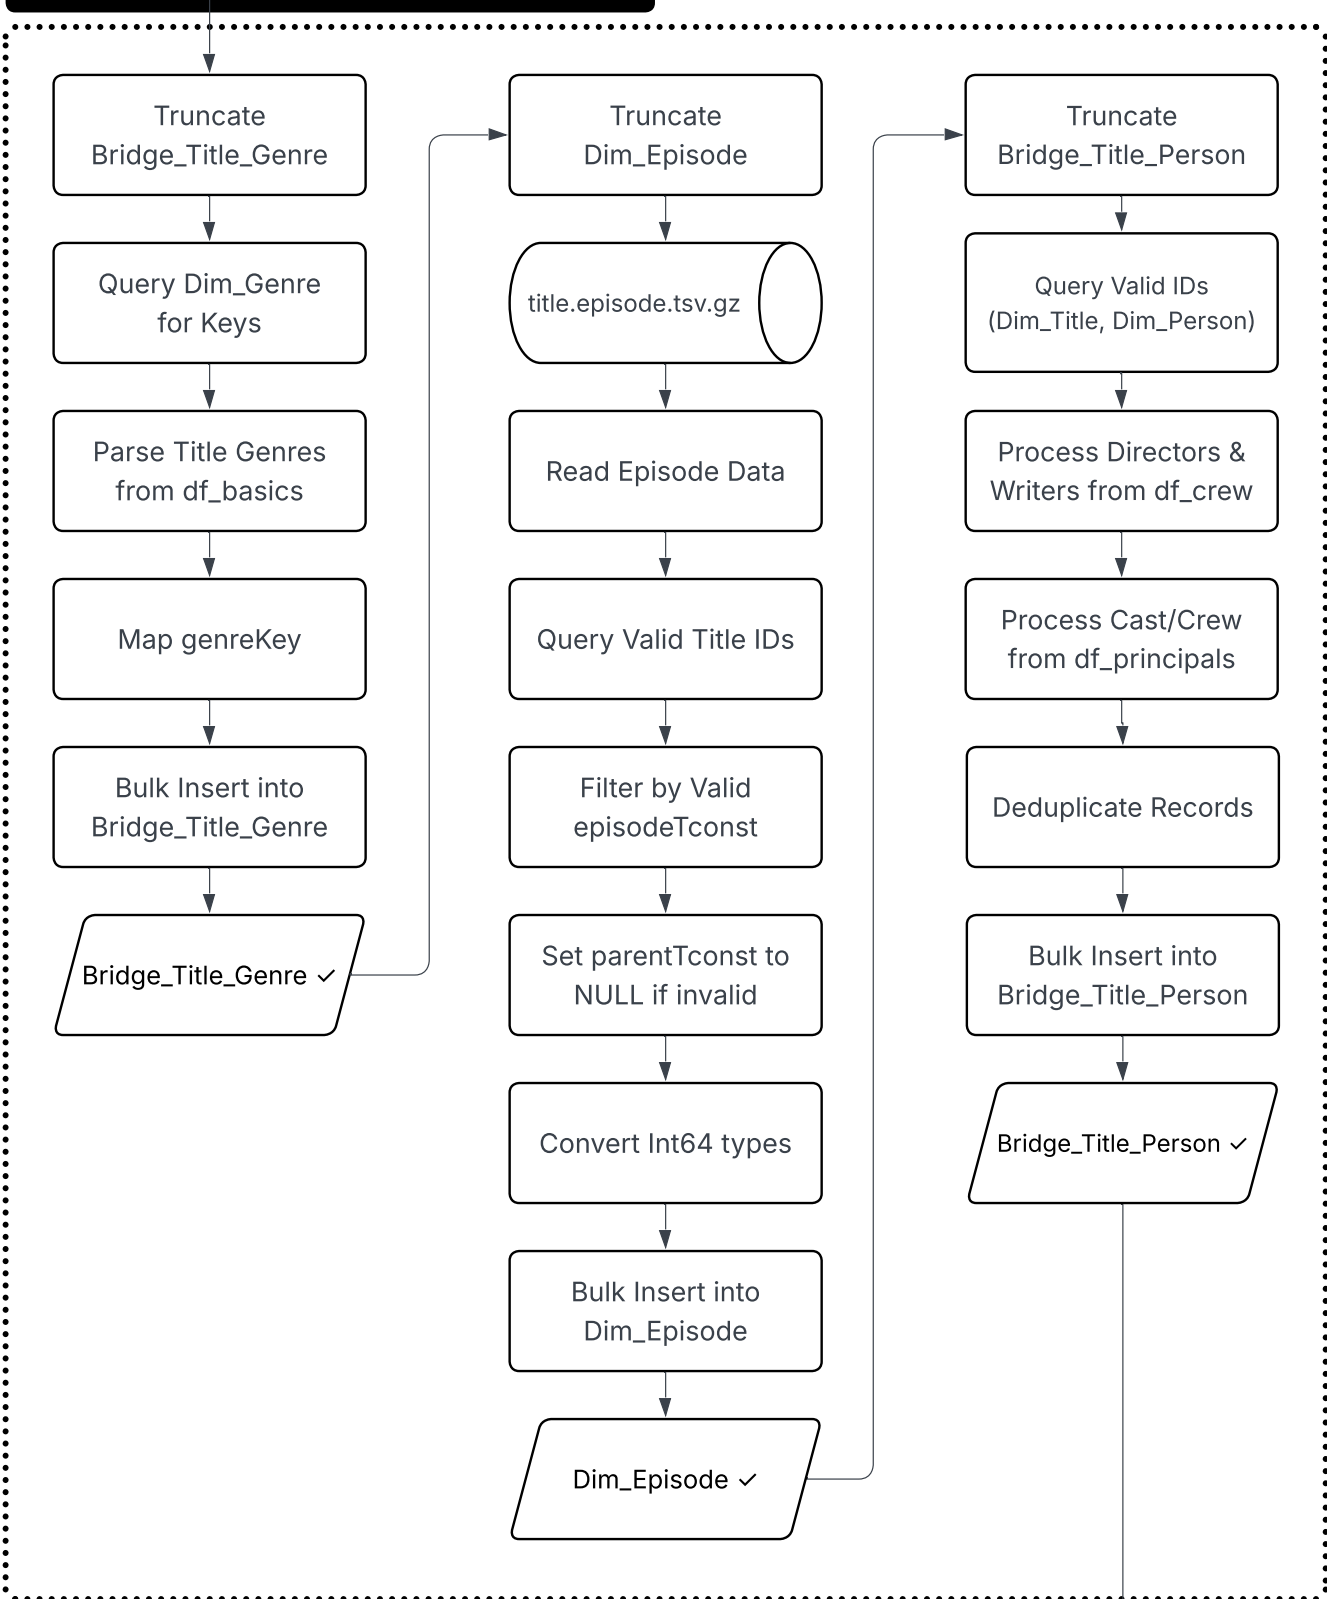 Truncate
Bridge_Title_Genre
Query Dim_Genre
for Keys
Parse Title Genres
from df_basics
Map genreKey
Bulk Insert into
Bridge_Title_Genre
Bridge_Title_Genre ✓
Truncate
Dim_Episode
title.episode.tsv.gz
Read Episode Data
Query Valid Title IDs
Filter by Valid
episodeTconst
Set parentTconst to
NULL if invalid
Convert Int64 types
Bulk Insert into
Dim_Episode
Dim_Episode ✓
Truncate
Bridge_Title_Person
Query Valid IDs
(Dim_Title, Dim_Person)
Process Directors &
Writers from df_crew
Process Cast/Crew
from df_principals
Deduplicate Records
Bulk Insert into
Bridge_Title_Person
Bridge_Title_Person ✓